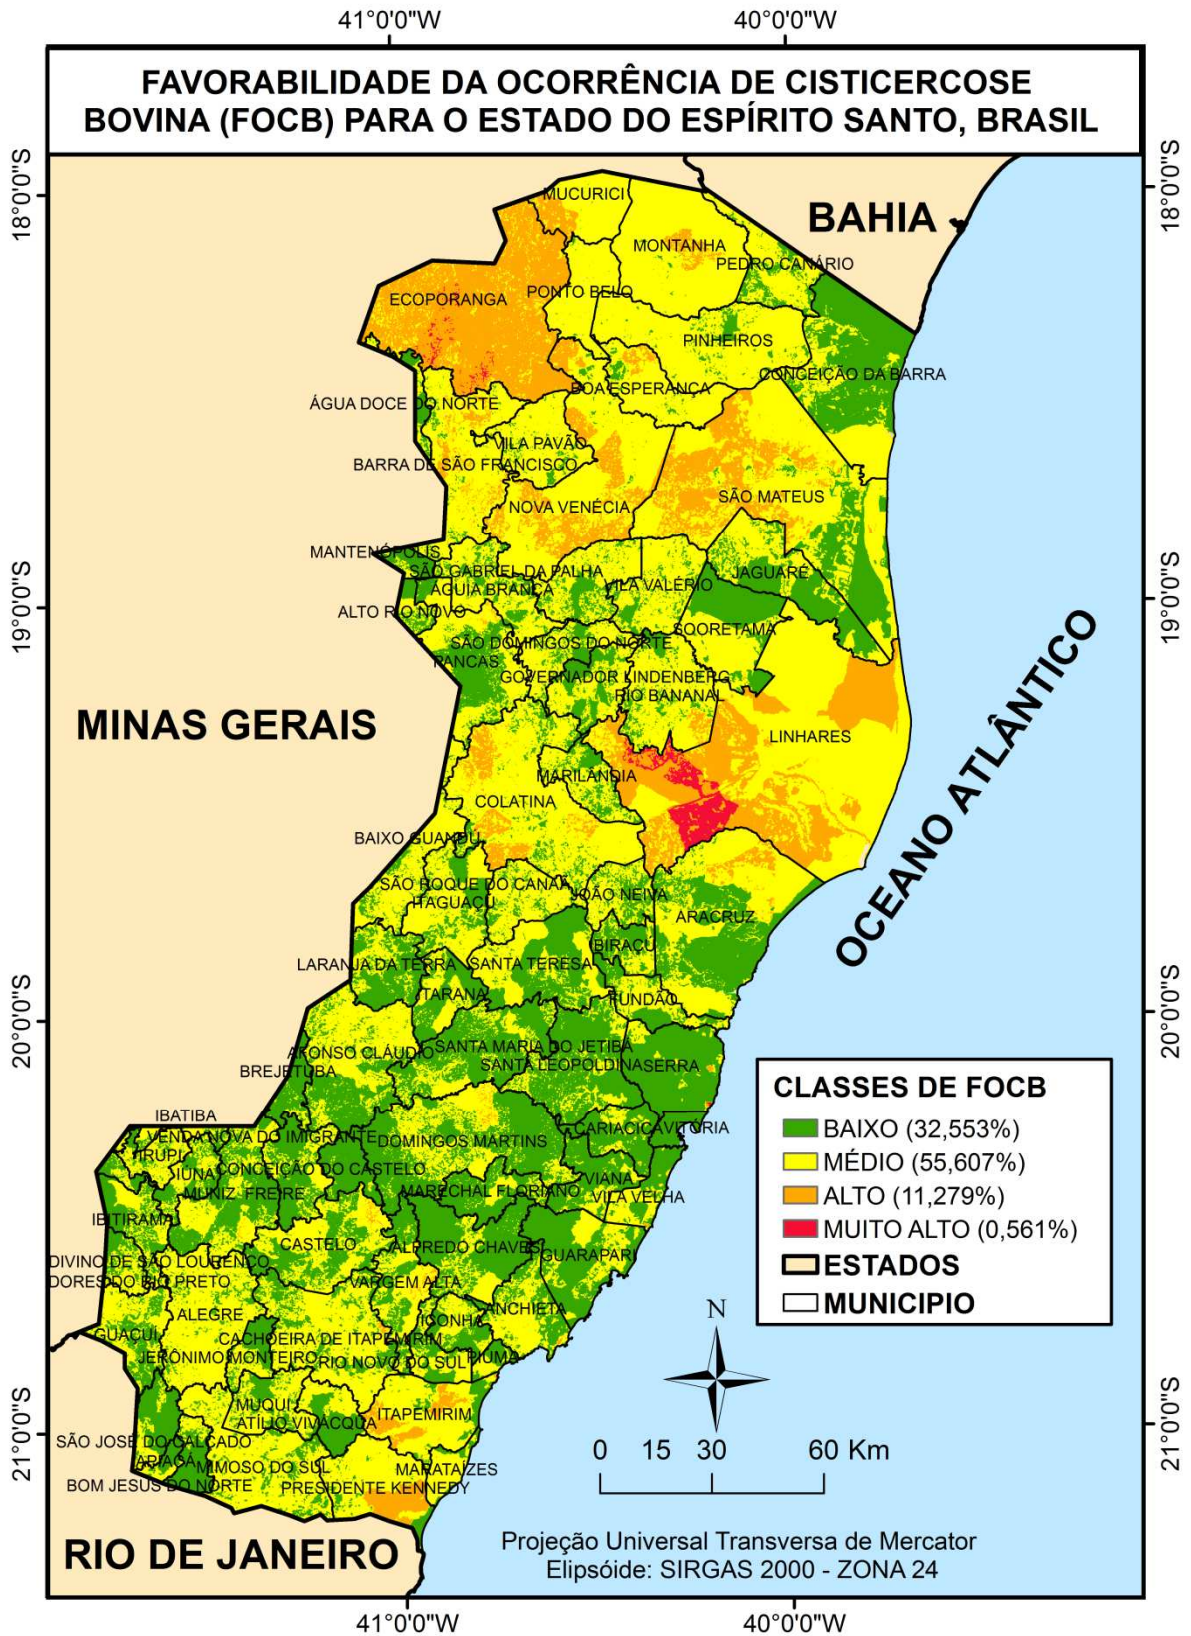 41°0'0"W
40°0'0"W
FAVORABILIDADE DA OCORRÊNCIA DE CISTICERCOSE
BOVINA (FOCB) PARA O ESTADO DO ESPÍRITO SANTO, BRASIL
18°0'0"S
18°0'0"S
MUCURICI
BAHIA
MONTANHA
PEDRO CANÁRIO
ECOPORANGA
PONTO BELO
PINHEIROS
CONCEIÇÃO DA BARRA
BOA ESPERANÇA
ÁGUA DOCE DO NORTE
VILA PAVÃO
BARRA DE SÃO FRANCISCO
SÃO MATEUS
NOVA VENÉCIA
MANTENÓPOLIS
SÃO GABRIEL DA PALHA
JAGUARÉ
ÁGUIA BRANCA
VILA VALÉRIO
19°0'0"S
19°0'0"S
ALTO RIO NOVO
SOORETAMA
SÃO DOMINGOS DO NORTE
PANCAS
GOVERNADOR LINDENBERG
RIO BANANAL
MINAS GERAIS
LINHARES
OCEANO ATLÂNTICO
MARILÂNDIA
COLATINA
BAIXO GUANDU
SÃO ROQUE DO CANAÃ
JOÃO NEIVA
ITAGUAÇU
ARACRUZ
IBIRAÇU
LARANJA DA TERRA
SANTA TERESA
ITARANA
FUNDÃO
20°0'0"S
20°0'0"S
AFONSO CLÁUDIO
SANTA MARIA DO JETIBÁ
SANTA LEOPOLDINA
SERRA
BREJETUBA
IBATIBA
VENDA NOVA DO IMIGRANTE
DOMINGOS MARTINS
CARIACICA
VITÓRIA
IRUPI
IÚNA
CONCEIÇÃO DO CASTELO
VIANA
MUNIZ FREIRE
MARECHAL FLORIANO
VILA VELHA
IBITIRAMA
CASTELO
ALFREDO CHAVES
GUARAPARI
DIVINO DE SÃO LOURENÇO
DORES DO RIO PRETO
VARGEM ALTA
ALEGRE
ANCHIETA
ICONHA
GUAÇUÍ
CACHOEIRA DE ITAPEMIRIM
JERÔNIMO MONTEIRO
RIO NOVO DO SUL
PIÚMA
MUQUI
ATÍLIO VIVÁCQUA
ITAPEMIRIM
21°0'0"S
21°0'0"S
SÃO JOSÉ DO CALÇADO
APIACÁ
MIMOSO DO SUL
MARATAÍZES
BOM JESUS DO NORTE
PRESIDENTE KENNEDY
RIO DE JANEIRO
CLASSES DE FOCB
BAIXO (32,553%)
MÉDIO (55,607%)
ALTO (11,279%)
MUITO ALTO (0,561%)
ESTADOS
MUNICIPIO
N
0 15 30 60 Km
Projeção Universal Transversa de Mercator
Elipsóide: SIRGAS 2000 - ZONA 24
41°0'0"W
40°0'0"W